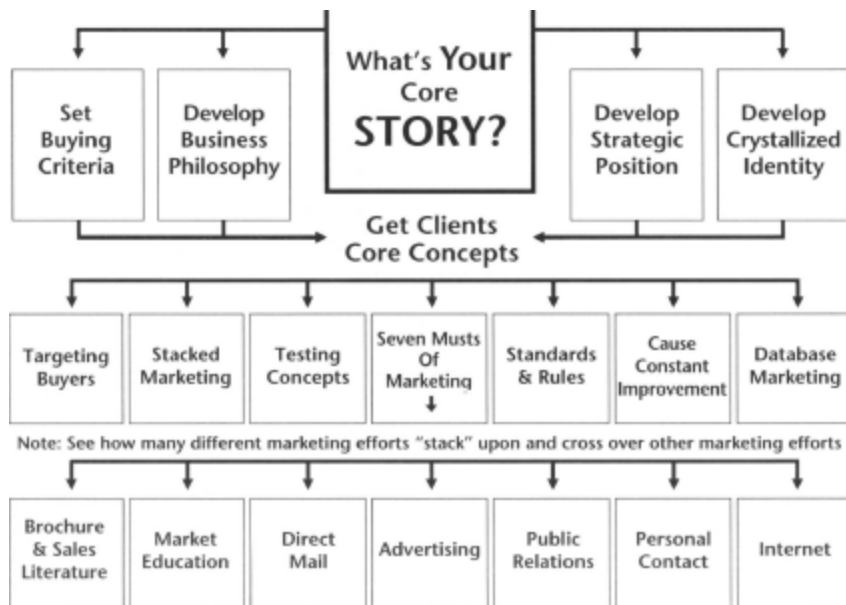 What's Your
Core
STORY?
Set
Buying
Criteria
Develop
Business
Philosophy
Develop
Strategic
Position
Develop
Crystallized
Identity
Get Clients
Core Concepts
Targeting
Buyers
Stacked
Marketing
Testing
Concepts
Seven Musts
Of
Marketing
Standards
& Rules
Cause
Constant
Improvement
Database
Marketing
Note: See how many different marketing efforts “stack” upon and cross over other marketing efforts
Brochure
& Sales
Literature
Market
Education
Direct
Mail
Advertising
Public
Relations
Personal
Contact
Internet